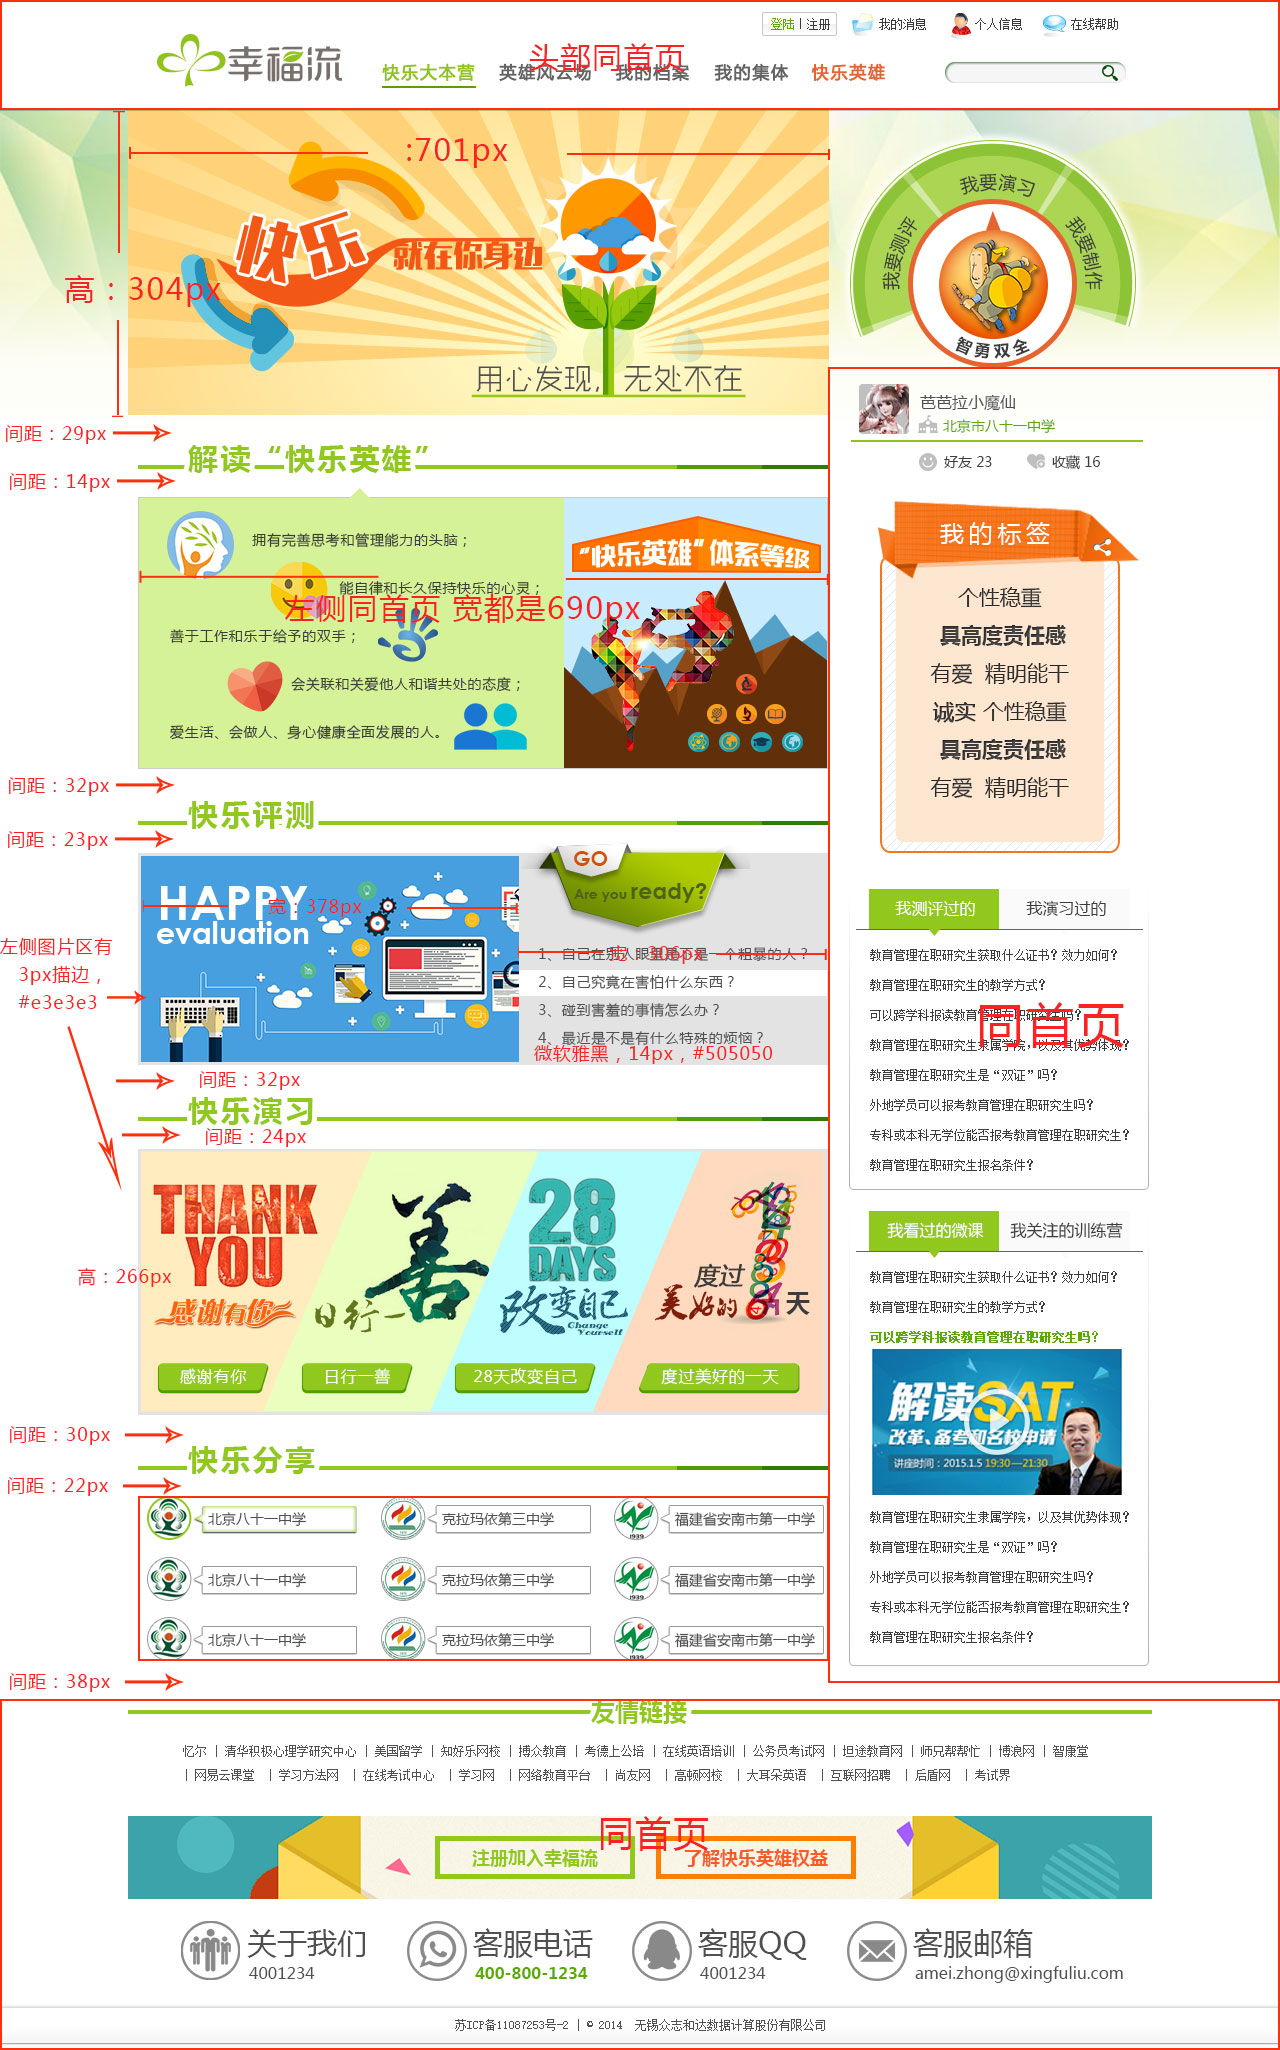 登陆 | 注册 我的消息 个人信息 在线帮助
幸福流
头部同首页
快乐大本营 英雄风云场 我的档案 我的集体 快乐英雄
:701px
快乐 就在你身边
高：304px
用心发现，无处不在
我要测评 我要演习 我要制作
智勇双全
芭芭拉小魔仙
北京市八十一中学
好友 23 收藏 16
间距：29px
解读“快乐英雄”
间距：14px
拥有完善思考和管理能力的头脑；
能自律和长久保持快乐的心灵；
左侧同首页 宽都是690px
善于工作和乐于给予的双手；
会关联和关爱他人和谐共处的态度；
爱生活、会做人、身心健康全面发展的人。
“快乐英雄”体系等级
我的标签
个性稳重
具高度责任感
有爱 精明能干
诚实 个性稳重
具高度责任感
有爱 精明能干
间距：32px
快乐评测
间距：23px
HAPPY
evaluation
宽：378px
GO
Are you ready?
宽：306px
1、自己在别人眼里是不是一个粗暴的人？
2、自己究竟在害怕什么东西？
3、碰到害羞的事情怎么办？
4、最近是不是有什么特殊的烦恼？
微软雅黑，14px，#505050
左侧图片区有
3px描边，
#e3e3e3
我测评过的 我演习过的
教育管理在职研究生获取什么证书？效力如何？
教育管理在职研究生的教学方式？
可以跨学科报读教育管理在职研究生吗？
同首页
教育管理在职研究生隶属学院，以及其优势体现？
教育管理在职研究生是“双证”吗？
外地学员可以报考教育管理在职研究生吗？
专科或本科无学位能否报考教育管理在职研究生？
教育管理在职研究生报名条件？
间距：32px
快乐演习
间距：24px
THANK
YOU
感谢有你
日行一善
28
DAYS
改变自己
Change
Yourself
度过
美好的
天
高：266px
感谢有你 日行一善 28天改变自己 度过美好的一天
我看过的微课 我关注的训练营
教育管理在职研究生获取什么证书？效力如何？
教育管理在职研究生的教学方式？
可以跨学科报读教育管理在职研究生吗？
解读SAT
改革、备考和名校申请
讲座时间：2015.1.5 19:30—21:30
教育管理在职研究生隶属学院，以及其优势体现？
教育管理在职研究生是“双证”吗？
外地学员可以报考教育管理在职研究生吗？
专科或本科无学位能否报考教育管理在职研究生？
教育管理在职研究生报名条件？
间距：30px
快乐分享
间距：22px
北京八十一中学 克拉玛依第三中学 福建省安南市第一中学
北京八十一中学 克拉玛依第三中学 福建省安南市第一中学
北京八十一中学 克拉玛依第三中学 福建省安南市第一中学
1939
1939
间距：38px
友情链接
忆尔 | 清华积极心理学研究中心 | 美国留学 | 知好乐网校 | 搏众教育 | 考德上公培 | 在线英语培训 | 公务员考试网 | 坦途教育网 | 师兄帮帮忙 | 博浪网 | 智康堂
| 网易云课堂 | 学习方法网 | 在线考试中心 | 学习网 | 网络教育平台 | 尚友网 | 高顿网校 | 大耳朵英语 | 互联网招聘 | 后盾网 | 考试界
同首页
注册加入幸福流 了解快乐英雄权益
关于我们 客服电话 客服QQ 客服邮箱
4001234 400-800-1234 4001234 amei.zhong@xingfuliu.com
苏ICP备11087253号-2 | © 2014 无锡众志和达数据计算股份有限公司